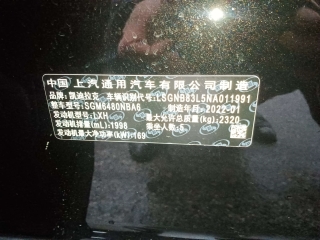 中国 上汽通用汽车有限公司制造
品牌:凯迪拉克 车辆识别代号:LSGNB83L5NA011991
整车型号:SGM6480NBA6 制造年月:2022-01
发动机型号:LXH 最大允许总质量(kg):2320
发动机排量(mL):1998 乘坐人数:5
发动机最大净功率(kW):169